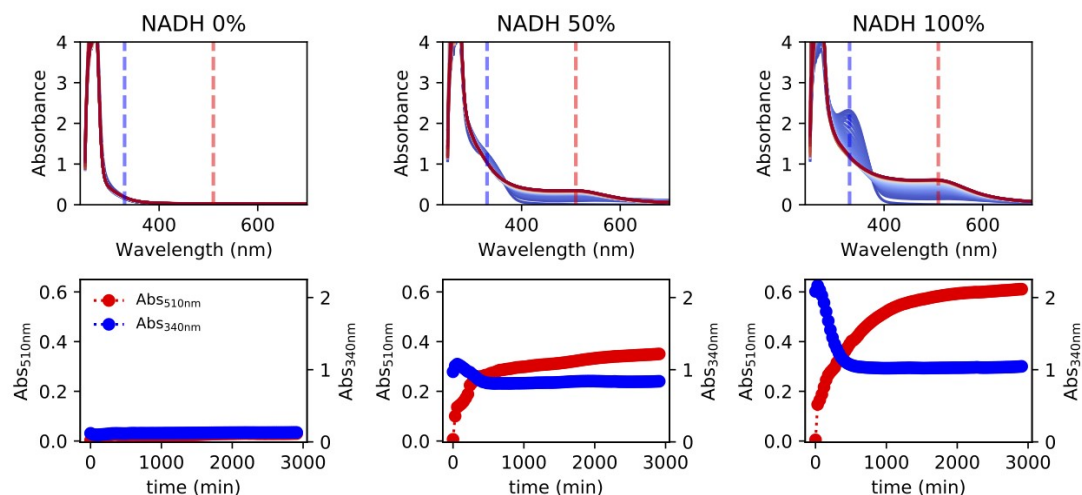 NADH 0%
NADH 50%
NADH 100%
4
3
2
1
0
Absorbance
400
600
Wavelength (nm)
4
3
2
1
0
Absorbance
400
600
Wavelength (nm)
4
3
2
1
0
Absorbance
400
600
Wavelength (nm)
0.6
0.4
0.2
0.0
Abs510nm
Abs510nm
Abs340nm
2
1
0
Abs340nm
0
1000
2000
3000
time (min)
0.6
0.4
0.2
0.0
Abs510nm
2
1
0
Abs340nm
0
1000
2000
3000
time (min)
0.6
0.4
0.2
0.0
Abs510nm
2
1
0
Abs340nm
0
1000
2000
3000
time (min)